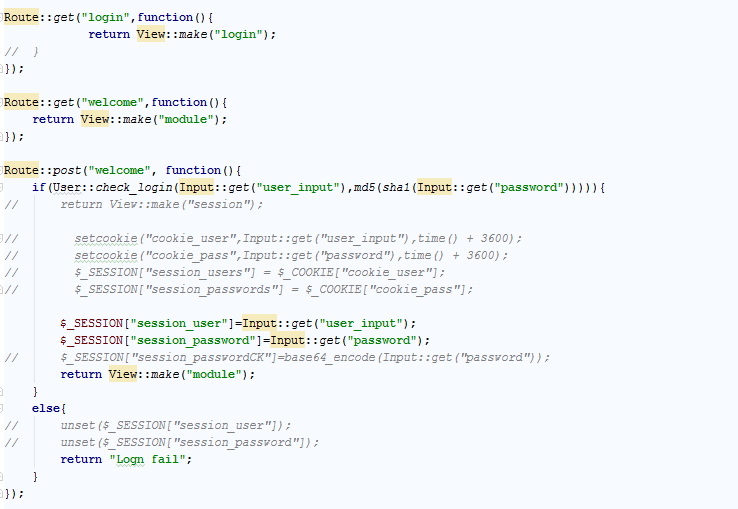 Route::get("login",function(){
            return View::make("login");
//  }
});

Route::get("welcome",function(){
    return View::make("module");
});

Route::post("welcome", function(){
    if(User::check_login(Input::get("user_input"),md5(sha1(Input::get("password"))))){
//      return View::make("session");

//        setcookie("cookie_user",Input::get("user_input"),time() + 3600);
//        setcookie("cookie_pass",Input::get("password"),time() + 3600);
//        $_SESSION["session_users"] = $_COOKIE["cookie_user"];
//        $_SESSION["session_passwords"] = $_COOKIE["cookie_pass"];

        $_SESSION["session_user"]=Input::get("user_input");
        $_SESSION["session_password"]=Input::get("password");
//      $_SESSION["session_passwordCK"]=base64_encode(Input::get("password"));
        return View::make("module");
    }
    else{
//      unset($_SESSION["session_user"]);
//      unset($_SESSION["session_password"]);
        return "Logn fail";
    }
});